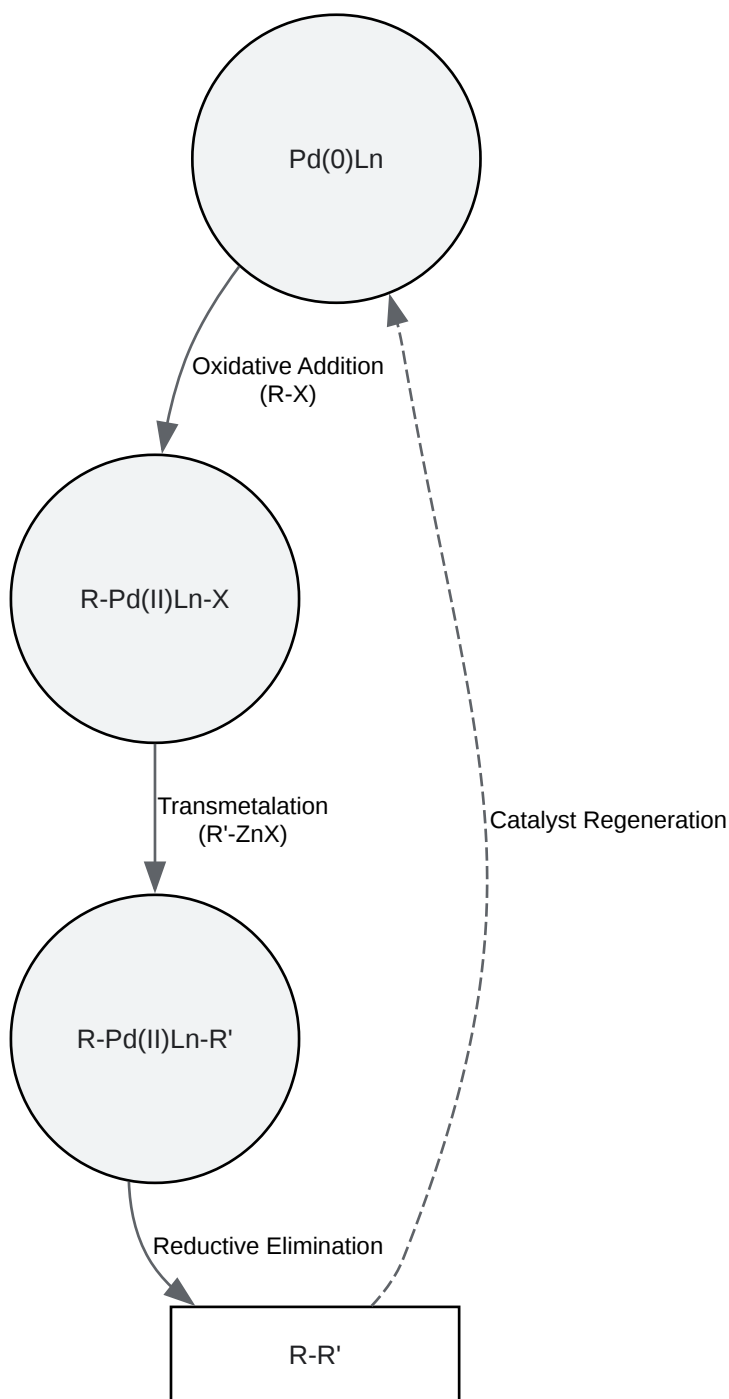 Pd(0)Ln
Oxidative Addition
(R-X)
R-Pd(II)Ln-X
Transmetalation
(R'-ZnX)
Catalyst Regeneration
R-Pd(II)Ln-R'
Reductive Elimination
R-R'